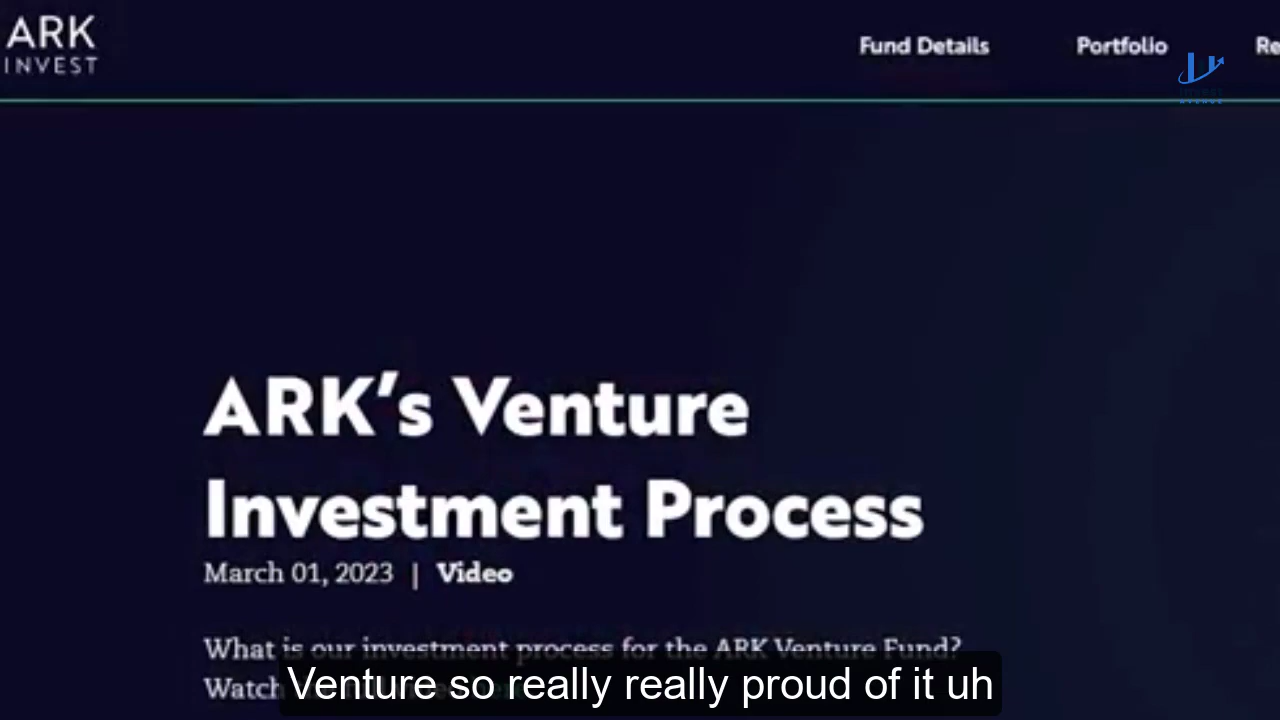 ARK
INVEST
Fund Details
Portfolio
Re
ARK's Venture
Investment Process
March 01, 2023 | Video
What is our investment process for the ARK Venture Fund?
Watch
Venture so really really proud of it uh